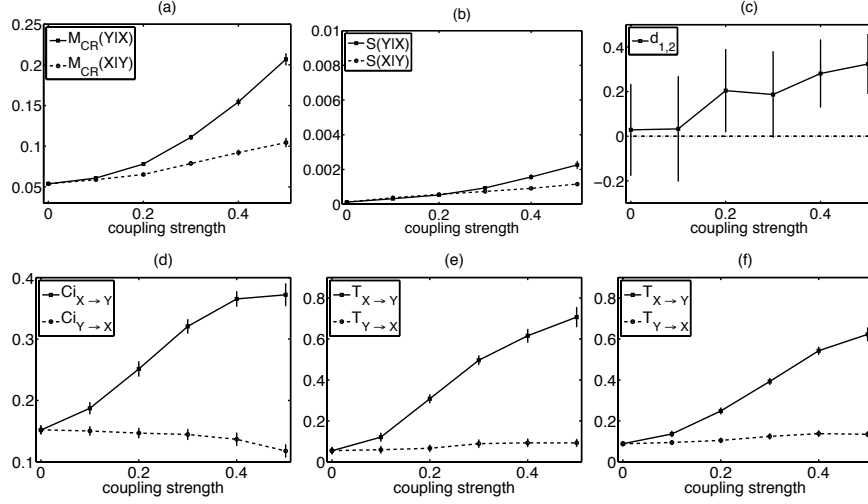 (a)
M_CR(Y|X)
M_CR(X|Y)
0.25
0.2
0.15
0.1
0.05
0 0.2 0.4
coupling strength
(b)
S(Y|X)
S(X|Y)
0.01
0.008
0.006
0.004
0.002
0
0 0.2 0.4
coupling strength
(c)
d_1,2
0.4
0.2
0
−0.2
0 0.2 0.4
coupling strength
(d)
Ci_X → Y
Ci_Y → X
0.4
0.3
0.2
0.1
0 0.2 0.4
coupling strength
(e)
T_X → Y
T_Y → X
0.8
0.6
0.4
0.2
0
0 0.2 0.4
coupling strength
(f)
T_X → Y
T_Y → X
0.8
0.6
0.4
0.2
0
0 0.2 0.4
coupling strength